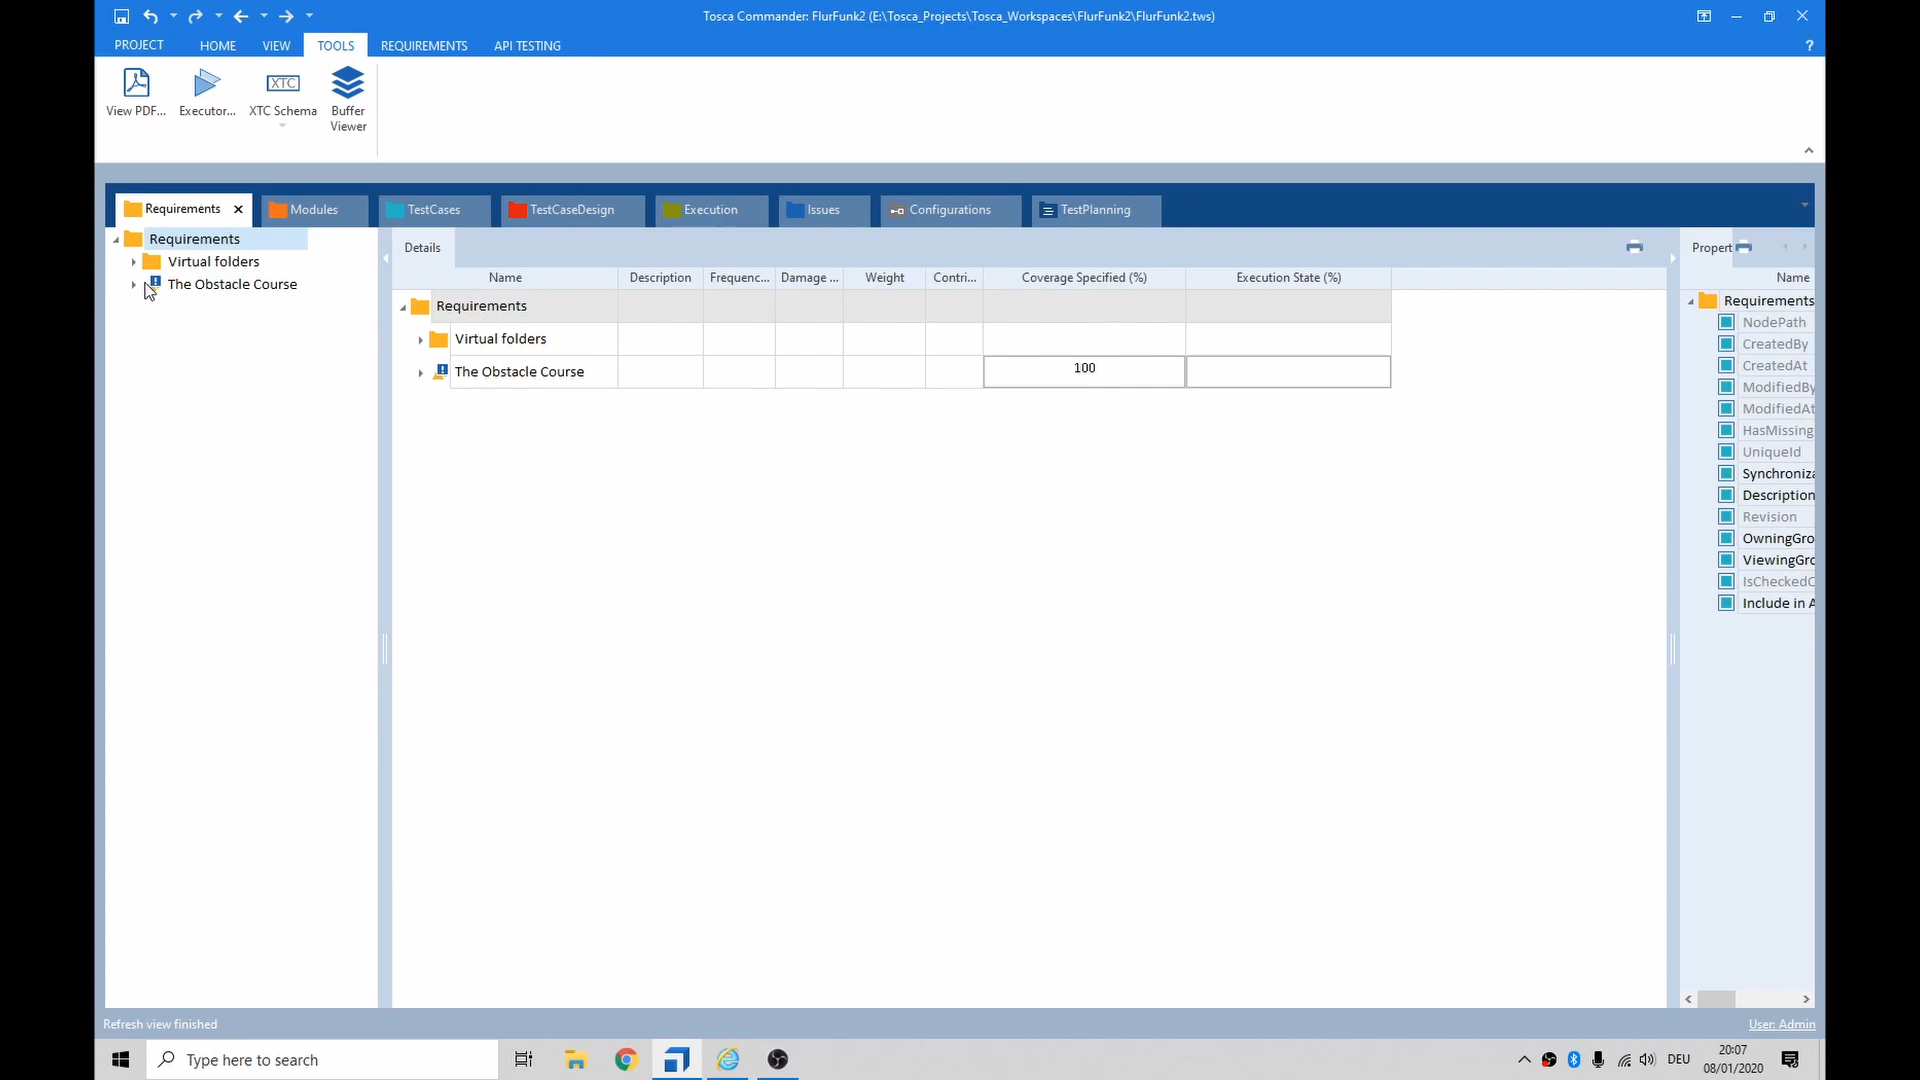 Tosca Commander: FlurFunk2 (E:\Tosca_Projects\Tosca_Workspaces\FlurFunk2\FlurFunk2.tws)
PROJECT HOME VIEW TOOLS REQUIREMENTS API TESTING ?
View PDF... Executor... XTC XTC Schema Buffer Viewer
Requirements Modules TestCases TestCaseDesign Execution Issues Configurations TestPlanning
Requirements
Virtual folders
The Obstacle Course
Details
Name Description Frequenc... Damage ... Weight Contri... Coverage Specified (%) Execution State (%)
Requirements
Virtual folders
The Obstacle Course 100
Propert
Name
Requirements
NodePath
CreatedBy
CreatedAt
ModifiedBy
ModifiedAt
HasMissing
UniqueId
Synchroniza
Description
Revision
OwningGro
ViewingGro
IsCheckedC
Include in A
Refresh view finished User: Admin
Type here to search DEU 20:07
08/01/2020